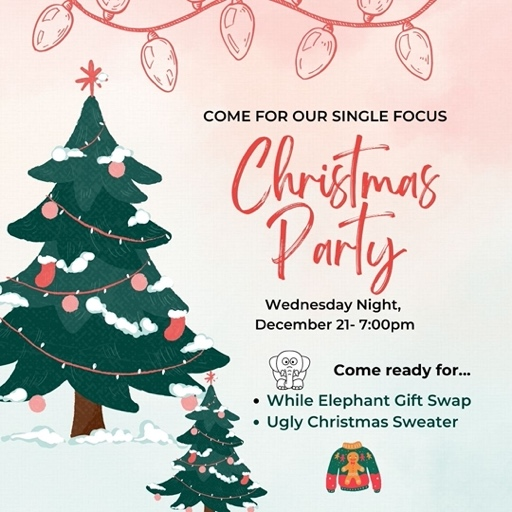 COME FOR OUR SINGLE FOCUS
Christmas
Party
Wednesday Night,
December 21- 7:00pm
Come ready for...
• While Elephant Gift Swap
• Ugly Christmas Sweater